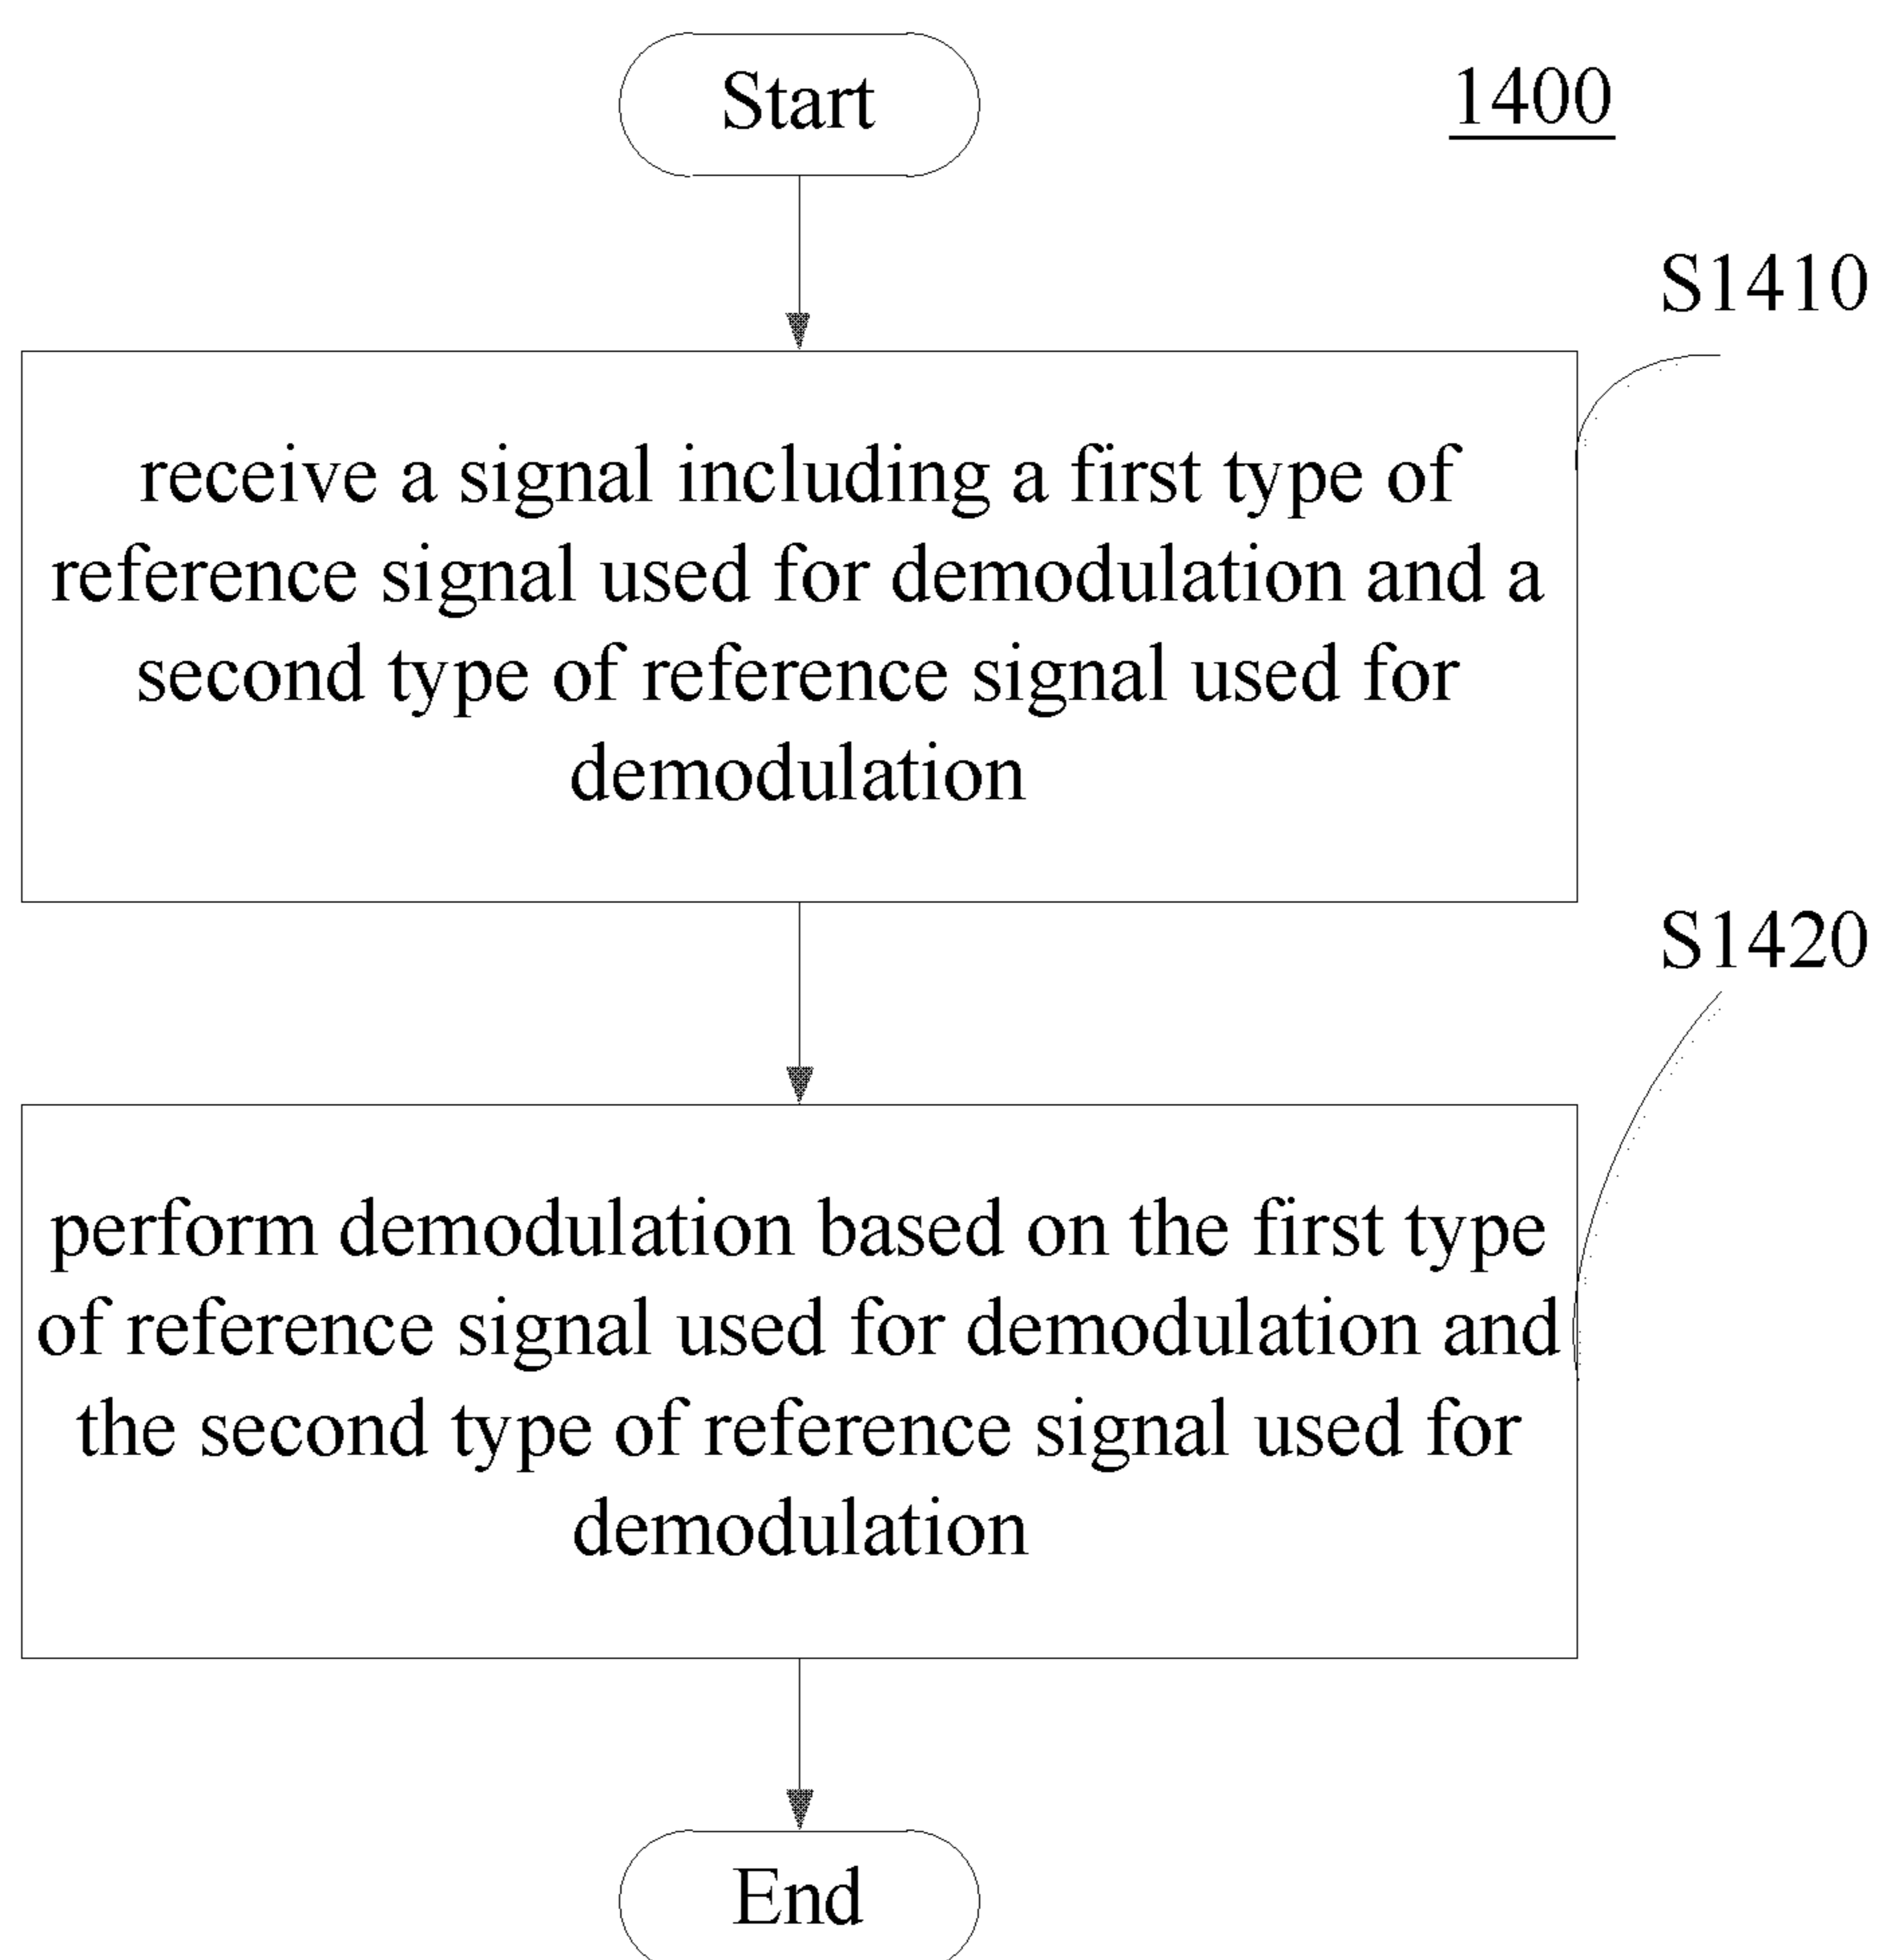 Start
1400
S1410
receive a signal including a first type of
reference signal used for demodulation and a
second type of reference signal used for
demodulation
S1420
perform demodulation based on the first type
of reference signal used for demodulation and
the second type of reference signal used for
demodulation
End